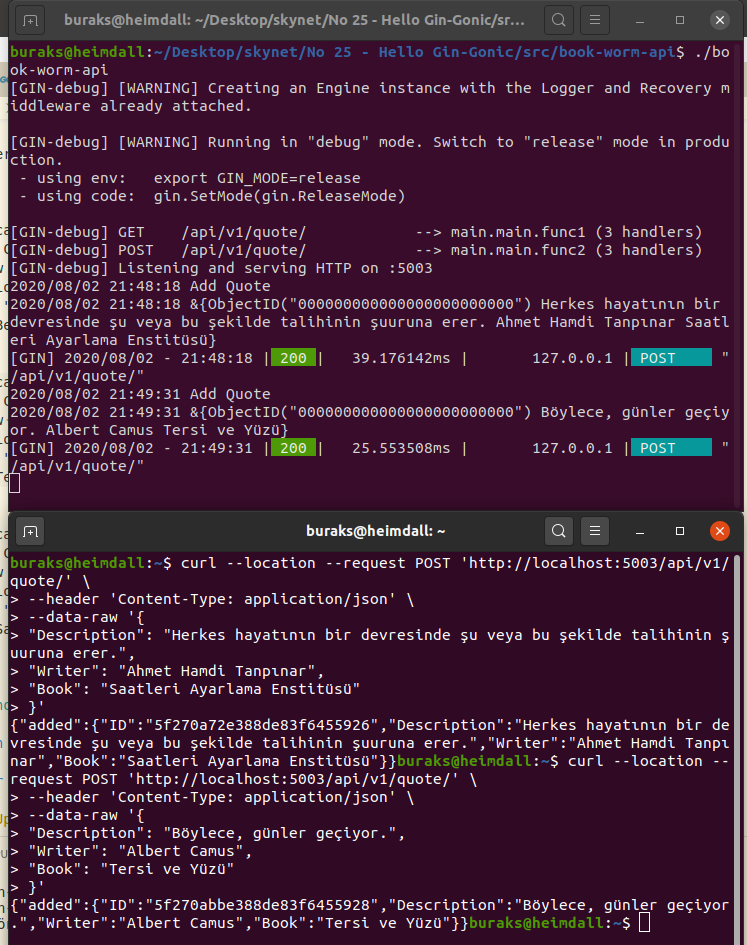 buraks@heimdall: ~/Desktop/skynet/No 25 - Hello Gin-Gonic/sr...
buraks@heimdall:~/Desktop/skynet/No 25 - Hello Gin-Gonic/src/book-worm-api$ ./bo
ok-worm-api
[GIN-debug] [WARNING] Creating an Engine instance with the Logger and Recovery m
iddleware already attached.
[GIN-debug] [WARNING] Running in "debug" mode. Switch to "release" mode in produ
ction.
 - using env:   export GIN_MODE=release
 - using code:  gin.SetMode(gin.ReleaseMode)
[GIN-debug] GET    /api/v1/quote/            --> main.main.func1 (3 handlers)
[GIN-debug] POST   /api/v1/quote/            --> main.main.func2 (3 handlers)
[GIN-debug] Listening and serving HTTP on :5003
2020/08/02 21:48:18 Add Quote
2020/08/02 21:48:18 &{ObjectID("000000000000000000000000") Herkes hayatının bir
devresinde şu veya bu şekilde talihinin şuuruna erer. Ahmet Hamdi Tanpınar Saatl
eri Ayarlama Enstitüsü}
[GIN] 2020/08/02 - 21:48:18 | 200 |   39.176142ms |       127.0.0.1 | POST     "
/api/v1/quote/"
2020/08/02 21:49:31 Add Quote
2020/08/02 21:49:31 &{ObjectID("000000000000000000000000") Böylece, günler geçiy
or. Albert Camus Tersi ve Yüzü}
[GIN] 2020/08/02 - 21:49:31 | 200 |   25.553508ms |       127.0.0.1 | POST     "
/api/v1/quote/"
buraks@heimdall: ~
buraks@heimdall:~$ curl --location --request POST 'http://localhost:5003/api/v1/
quote/' \
> --header 'Content-Type: application/json' \
> --data-raw '{
> "Description": "Herkes hayatının bir devresinde şu veya bu şekilde talihinin ş
uuruna erer.",
> "Writer": "Ahmet Hamdi Tanpınar",
> "Book": "Saatleri Ayarlama Enstitüsü"
> }'
{"added":{"ID":"5f270a72e388de83f6455926","Description":"Herkes hayatının bir de
vresinde şu veya bu şekilde talihinin şuuruna erer.","Writer":"Ahmet Hamdi Tanpı
nar","Book":"Saatleri Ayarlama Enstitüsü"}}buraks@heimdall:~$ curl --location --
request POST 'http://localhost:5003/api/v1/quote/' \
> --header 'Content-Type: application/json' \
> --data-raw '{
> "Description": "Böylece, günler geçiyor.",
> "Writer": "Albert Camus",
> "Book": "Tersi ve Yüzü"
> }'
{"added":{"ID":"5f270abbe388de83f6455928","Description":"Böylece, günler geçiyor
.","Writer":"Albert Camus","Book":"Tersi ve Yüzü"}}buraks@heimdall:~$